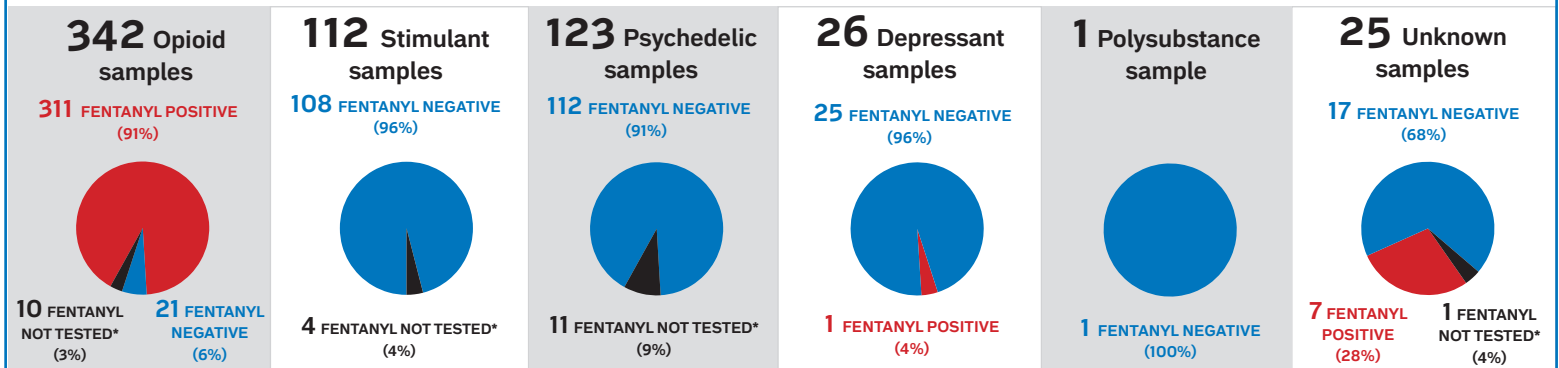 342 Opioid
samples
311 FENTANYL POSITIVE
(91%)
10 FENTANYL
NOT TESTED*
(3%)
21 FENTANYL
NEGATIVE
(6%)
112 Stimulant
samples
108 FENTANYL NEGATIVE
(96%)
4 FENTANYL NOT TESTED*
(4%)
123 Psychedelic
samples
112 FENTANYL NEGATIVE
(91%)
11 FENTANYL NOT TESTED*
(9%)
26 Depressant
samples
25 FENTANYL NEGATIVE
(96%)
1 FENTANYL POSITIVE
(4%)
1 Polysubstance
sample
1 FENTANYL NEGATIVE
(100%)
25 Unknown
samples
17 FENTANYL NEGATIVE
(68%)
7 FENTANYL
POSITIVE
(28%)
1 FENTANYL
NOT TESTED*
(4%)